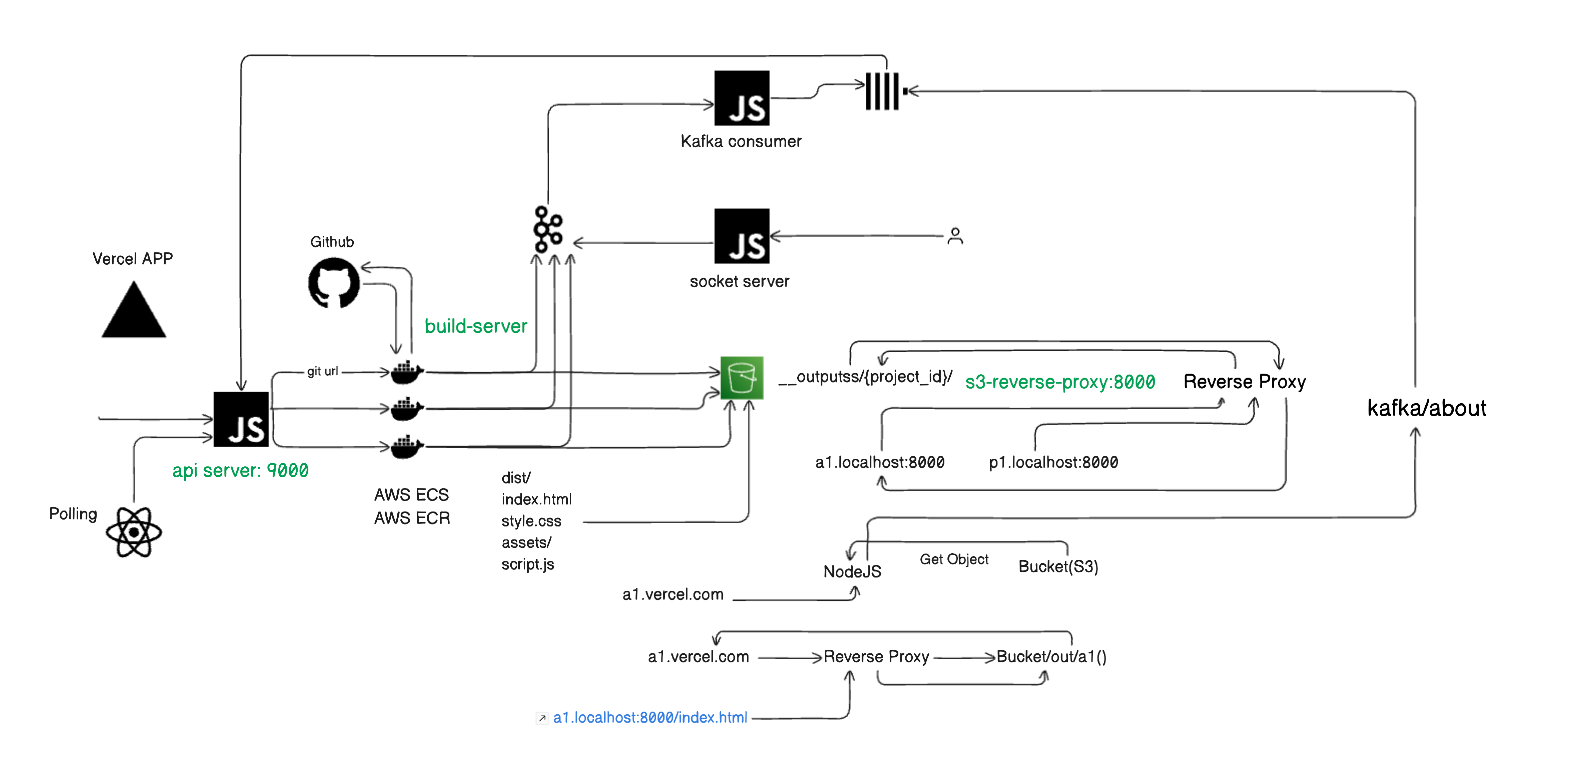 JS
Kafka consumer
JS
socket server
Github
Vercel APP
build-server
git url
JS
api server: 9000
__outputss/{project_id}/
s3-reverse-proxy:8000
Reverse Proxy
kafka/about
a1.localhost:8000
p1.localhost:8000
Polling
AWS ECS
AWS ECR
dist/
index.html
style.css
assets/
script.js
NodeJS
Get Object
Bucket(S3)
a1.vercel.com
a1.vercel.com
Reverse Proxy
Bucket/out/a1()
a1.localhost:8000/index.html